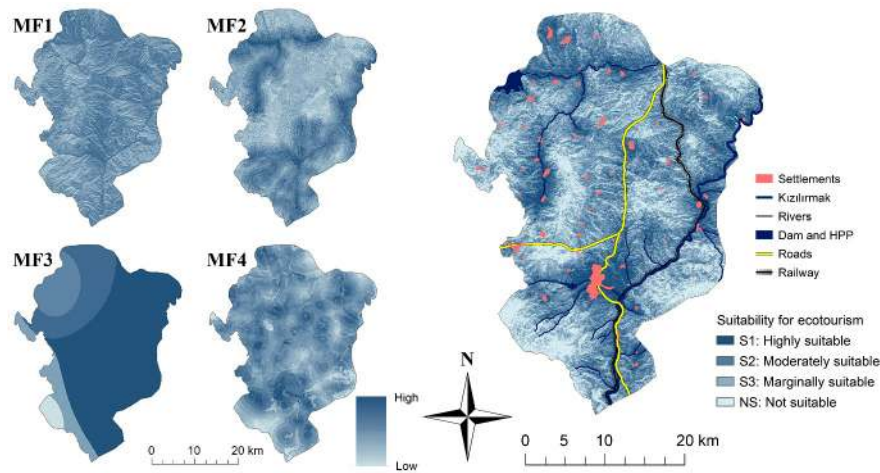 MF1
MF2
MF3
MF4
0 10 20 km
High
Low
N
Settlements
Kızılırmak
Rivers
Dam and HPP
Roads
Railway
Suitability for ecotourism
S1: Highly suitable
S2: Moderately suitable
S3: Marginally suitable
NS: Not suitable
0 5 10 20 km